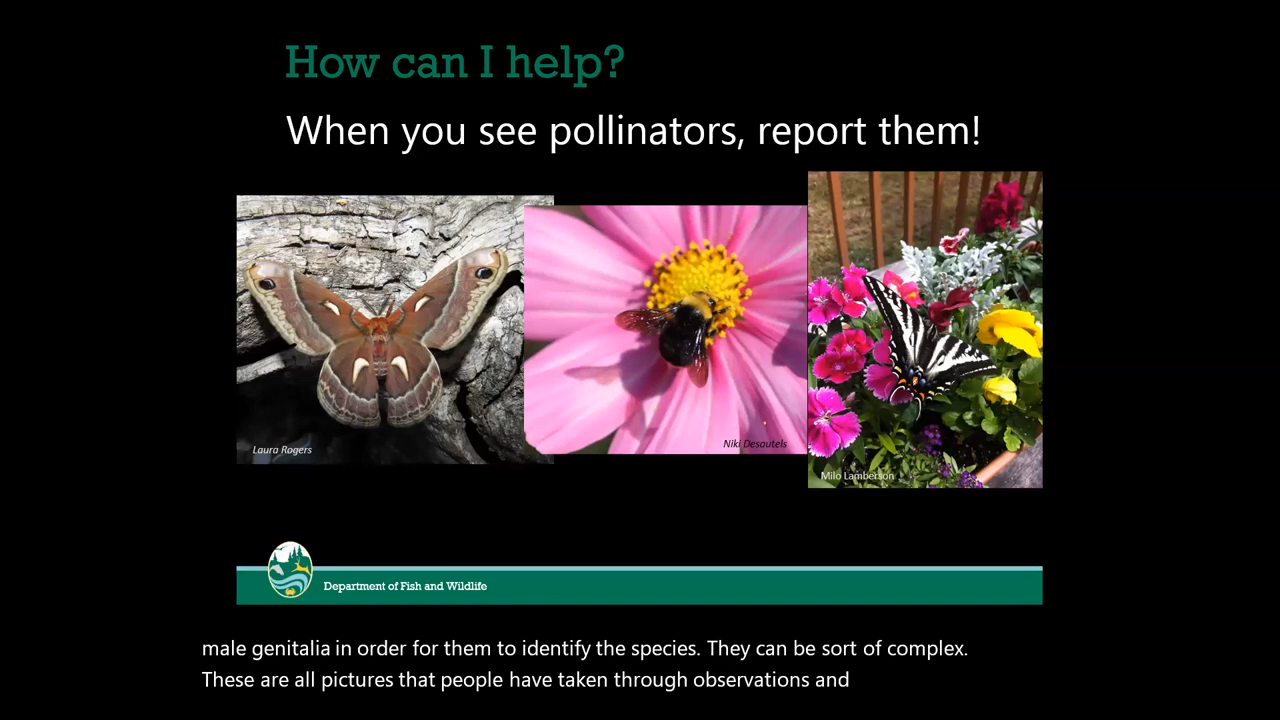 How can I help?
When you see pollinators, report them!
Laura Rogers
Niki Desautels
Milo Lamberson
Department of Fish and Wildlife
male genitalia in order for them to identify the species. They can be sort of complex.
These are all pictures that people have taken through observations and